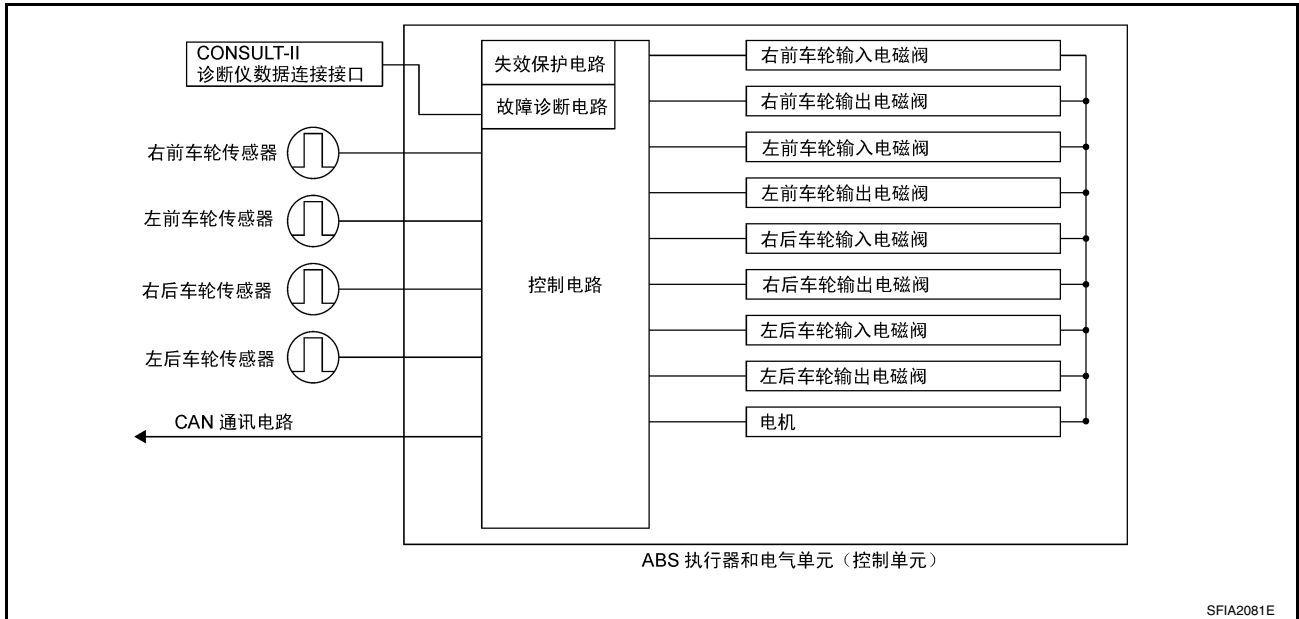 CONSULT-II
诊断仪数据连接接口
右前车轮传感器
左前车轮传感器
右后车轮传感器
左后车轮传感器
CAN 通讯电路
失效保护电路
故障诊断电路
控制电路
右前车轮输入电磁阀
右前车轮输出电磁阀
左前车轮输入电磁阀
左前车轮输出电磁阀
右后车轮输入电磁阀
右后车轮输出电磁阀
左后车轮输入电磁阀
左后车轮输出电磁阀
电机
ABS 执行器和电气单元（控制单元）
SFIA2081E